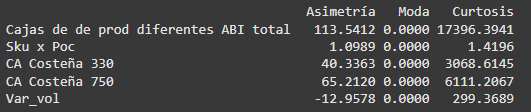 Asimetría Moda Curtosis
Cajas de de prod diferentes ABI total 113.5412 0.0000 17396.3941
Sku x Poc 1.0989 0.0000 1.4196
CA Costeña 330 40.3363 0.0000 3068.6145
CA Costeña 750 65.2120 0.0000 6111.2067
Var_vol -12.9578 0.0000 299.3689